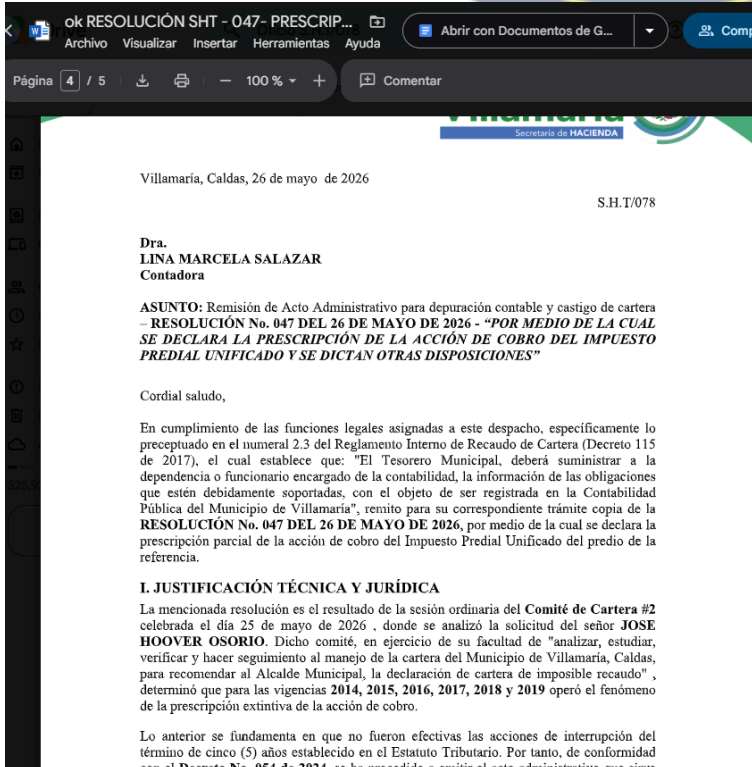 ok RESOLUCIÓN SHT - 047- PRESCRIP...
Archivo Visualizar Insertar Herramientas Ayuda
Abrir con Documentos de G...
Comp
Página 4 / 5
100 %
Comentar
Villamaría
Secretaría de HACIENDA
Villamaría, Caldas, 26 de mayo de 2026
S.H.T/078
Dra.
LINA MARCELA SALAZAR
Contadora
ASUNTO: Remisión de Acto Administrativo para depuración contable y castigo de cartera
– RESOLUCIÓN No. 047 DEL 26 DE MAYO DE 2026 - “POR MEDIO DE LA CUAL
SE DECLARA LA PRESCRIPCIÓN DE LA ACCIÓN DE COBRO DEL IMPUESTO
PREDIAL UNIFICADO Y SE DICTAN OTRAS DISPOSICIONES”
Cordial saludo,
En cumplimiento de las funciones legales asignadas a este despacho, específicamente lo
preceptuado en el numeral 2.3 del Reglamento Interno de Recaudo de Cartera (Decreto 115
de 2017), el cual establece que: "El Tesorero Municipal, deberá suministrar a la
dependencia o funcionario encargado de la contabilidad, la información de las obligaciones
que estén debidamente soportadas, con el objeto de ser registrada en la Contabilidad
Pública del Municipio de Villamaría", remito para su correspondiente trámite copia de la
RESOLUCIÓN No. 047 DEL 26 DE MAYO DE 2026, por medio de la cual se declara la
prescripción parcial de la acción de cobro del Impuesto Predial Unificado del predio de la
referencia.
I. JUSTIFICACIÓN TÉCNICA Y JURÍDICA
La mencionada resolución es el resultado de la sesión ordinaria del Comité de Cartera #2
celebrada el día 25 de mayo de 2026 , donde se analizó la solicitud del señor JOSE
HOOVER OSORIO. Dicho comité, en ejercicio de su facultad de "analizar, estudiar,
verificar y hacer seguimiento al manejo de la cartera del Municipio de Villamaría, Caldas,
para recomendar al Alcalde Municipal, la declaración de cartera de imposible recaudo" ,
determinó que para las vigencias 2014, 2015, 2016, 2017, 2018 y 2019 operó el fenómeno
de la prescripción extintiva de la acción de cobro.
Lo anterior se fundamenta en que no fueron efectivas las acciones de interrupción del
término de cinco (5) años establecido en el Estatuto Tributario. Por tanto, de conformidad